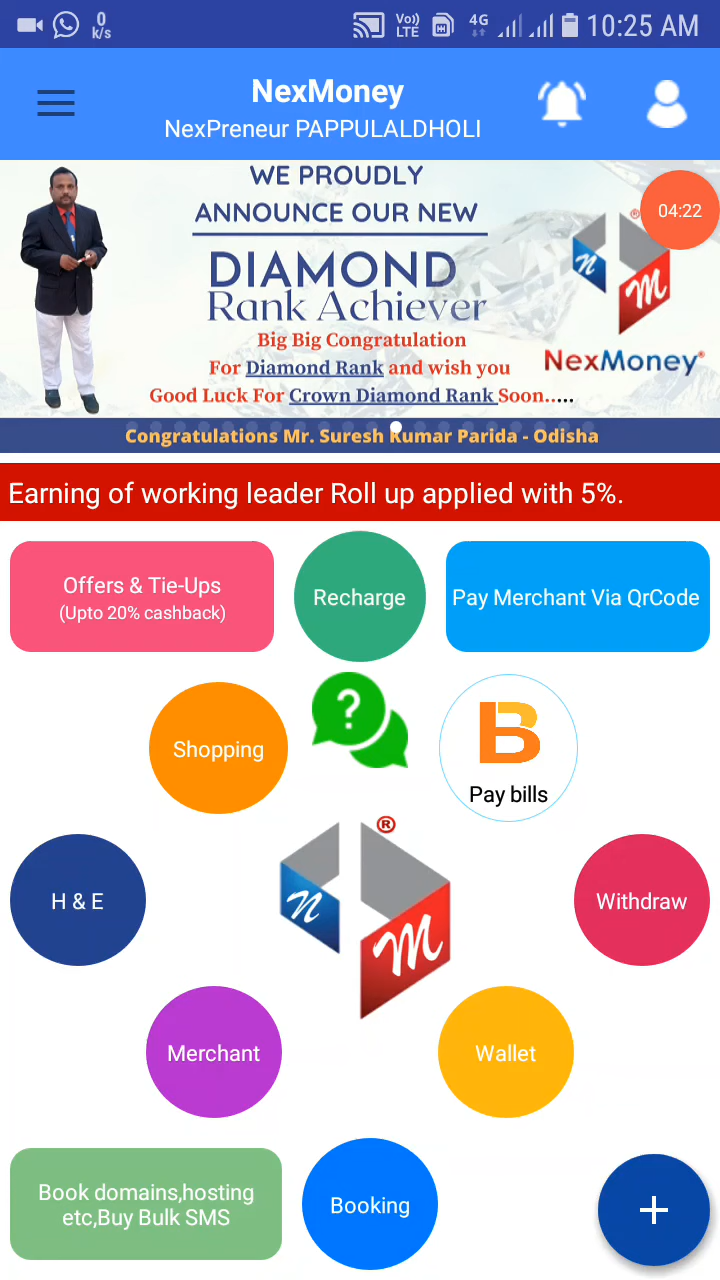 0
k/s
Vo))
LTE
4G
10:25 AM
NexMoney
NexPreneur PAPPULALDHOLI
WE PROUDLY
ANNOUNCE OUR NEW
DIAMOND
Rank Achiever
Big Big Congratulation
For Diamond Rank and wish you
Good Luck For Crown Diamond Rank Soon.....
Congratulations Mr. Suresh Kumar Parida - Odisha
04:22
®
n
m
NexMoney®
Earning of working leader Roll up applied with 5%.
Offers & Tie-Ups
(Upto 20% cashback)
Recharge
Pay Merchant Via QrCode
Shopping
?
B
Pay bills
®
n
m
H & E
Withdraw
Merchant
Wallet
Book domains,hosting
etc,Buy Bulk SMS
Booking
+